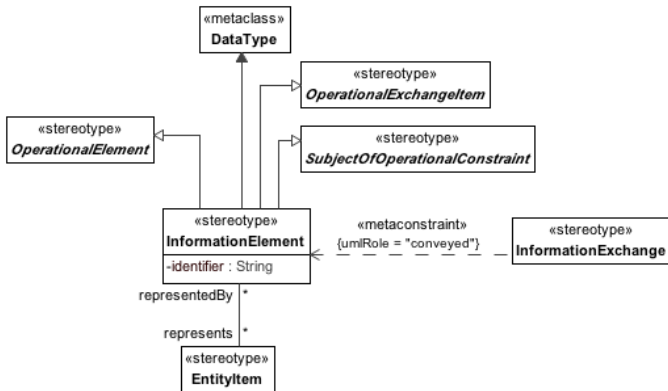 «metaclass»
DataType
«stereotype»
OperationalExchangeItem
«stereotype»
OperationalElement
«stereotype»
SubjectOfOperationalConstraint
«stereotype»
InformationElement
-identifier : String
«metaconstraint»
{umlRole = "conveyed"}
«stereotype»
InformationExchange
representedBy *
represents *
«stereotype»
EntityItem